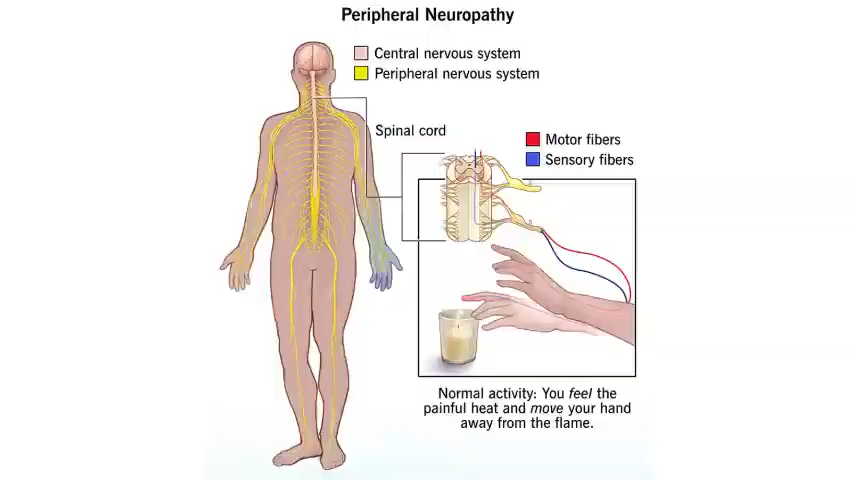 Peripheral Neuropathy
Central nervous system
Peripheral nervous system
Spinal cord
Motor fibers
Sensory fibers
Normal activity: You feel the
painful heat and move your hand
away from the flame.